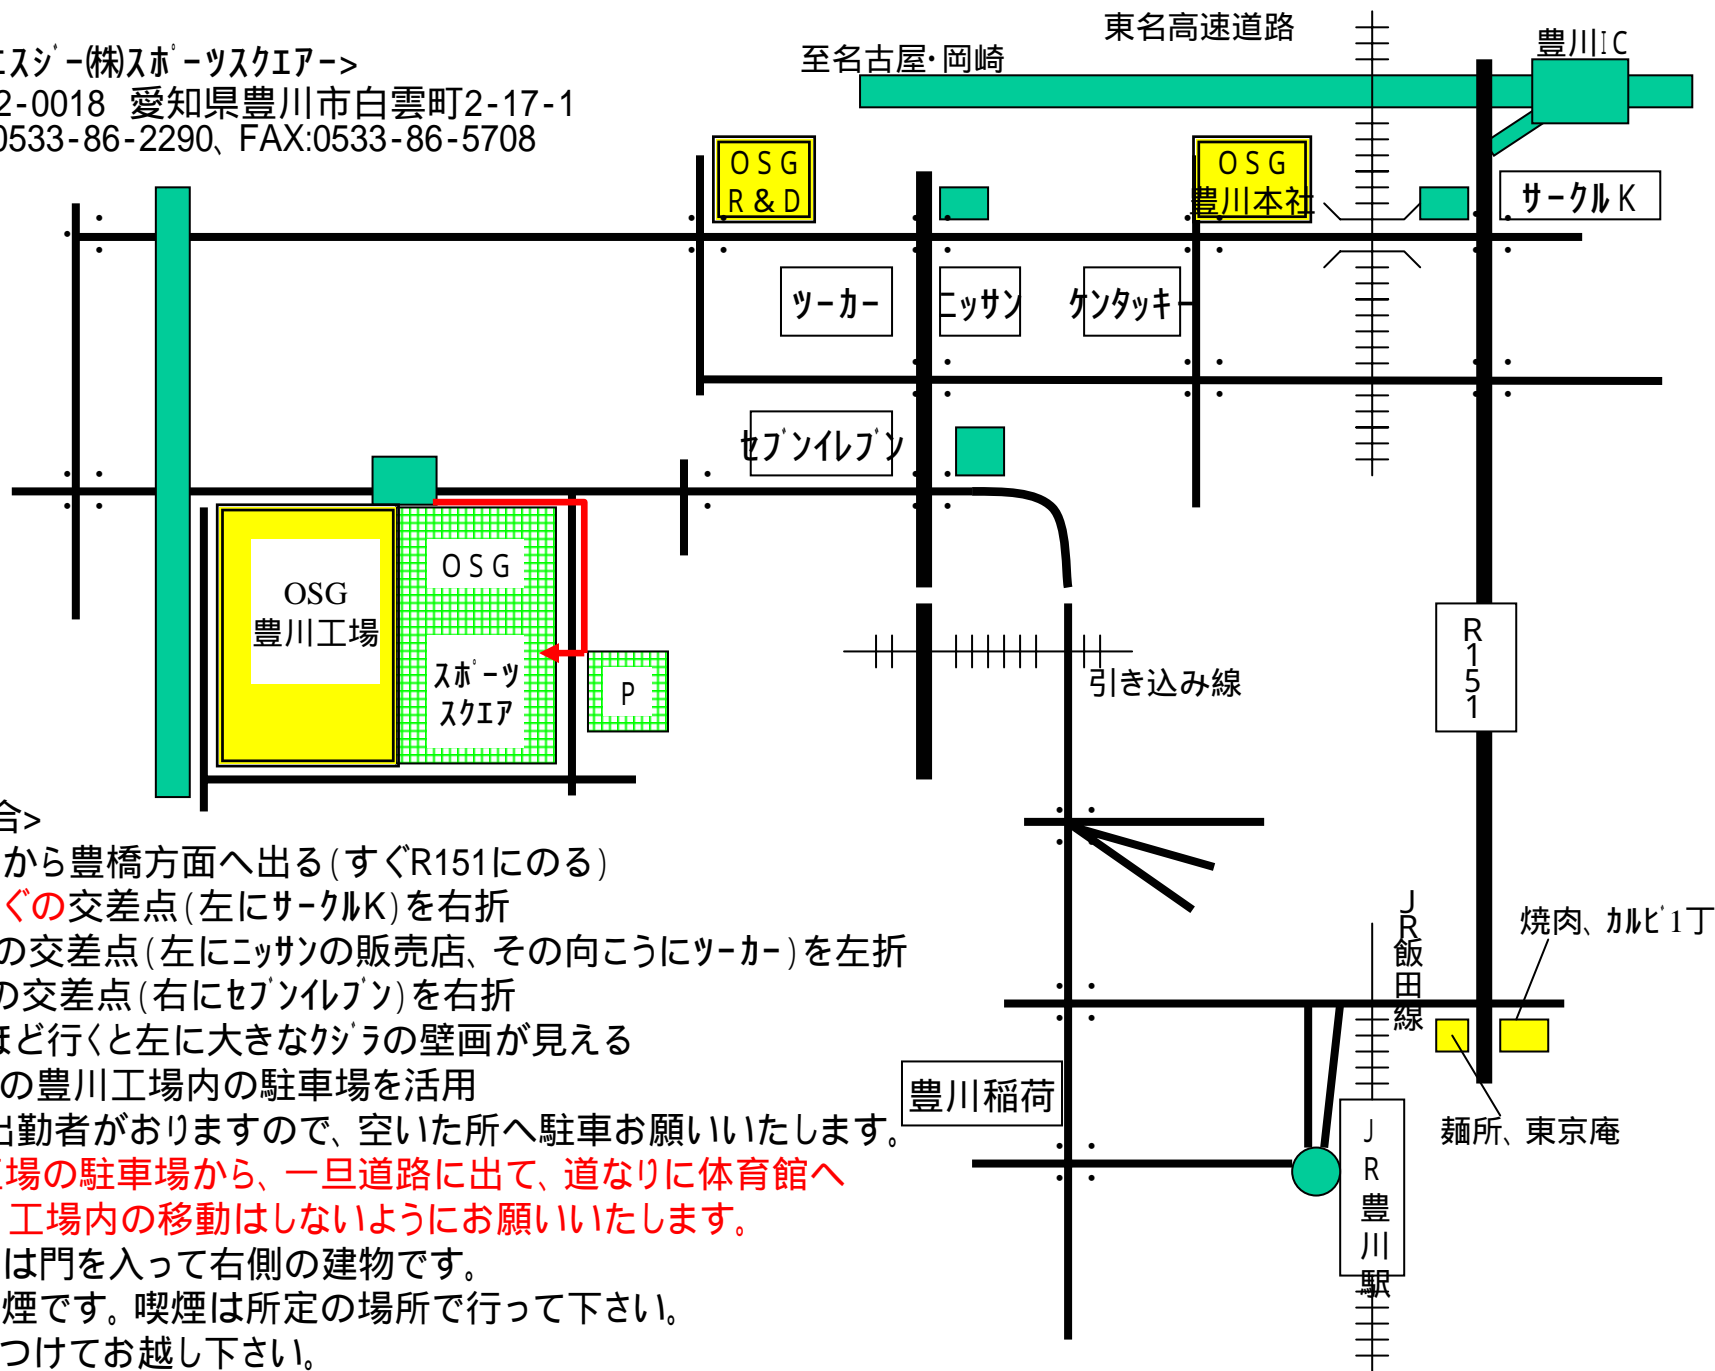 エスジー(株)スポーツスクエアー>
2-0018 愛知県豊川市白雲町2-17-1
0533-86-2290、FAX:0533-86-5708
東名高速道路
至名古屋・岡崎
豊川IC
OSG
R&D
OSG
豊川本社
サークルK
ツーカー
ニッサン
ケンタッキー
セブンイレブン
OSG
豊川工場
OSG
スポーツ
スクエア
P
引き込み線
R151
JR飯田線
焼肉、カルビ1丁
麺所、東京庵
豊川稲荷
JR豊川駅
合>
から豊橋方面へ出る(すぐR151にのる)
ぐの交差点(左にサークルK)を右折
の交差点(左にニッサンの販売店、その向こうにツーカー)を左折
の交差点(右にセブンイレブン)を右折
ほど行くと左に大きなクジラの壁画が見える
の豊川工場内の駐車場を活用
出勤者がおりますので、空いた所へ駐車お願いいたします。
工場の駐車場から、一旦道路に出て、道なりに体育館へ
工場内の移動はしないようにお願いいたします。
は門を入って右側の建物です。
煙です。喫煙は所定の場所で行って下さい。
つけてお越し下さい。